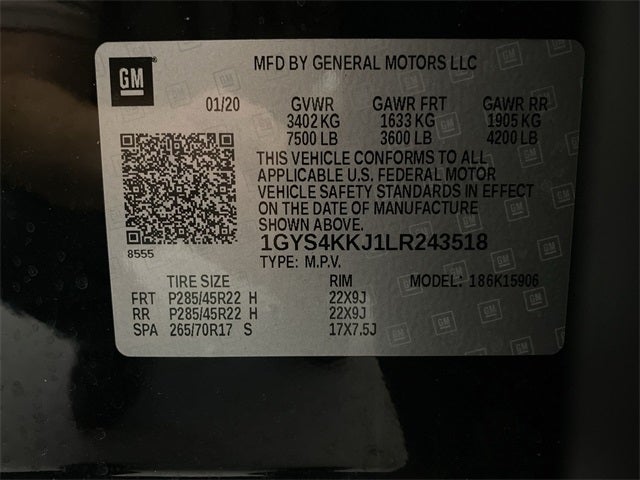 GM
MFD BY GENERAL MOTORS LLC
01/20 GVWR GAWR FRT GAWR RR
3402 KG 1633 KG 1905 KG
7500 LB 3600 LB 4200 LB
THIS VEHICLE CONFORMS TO ALL
APPLICABLE U.S. FEDERAL MOTOR
VEHICLE SAFETY STANDARDS IN EFFECT
ON THE DATE OF MANUFACTURE
SHOWN ABOVE.
8555
1GYS4KKJ1LR243518
TYPE: M.P.V.
TIRE SIZE RIM MODEL: 186K15906
FRT P285/45R22 H 22X9J
RR P285/45R22 H 22X9J
SPA 265/70R17 S 17X7.5J